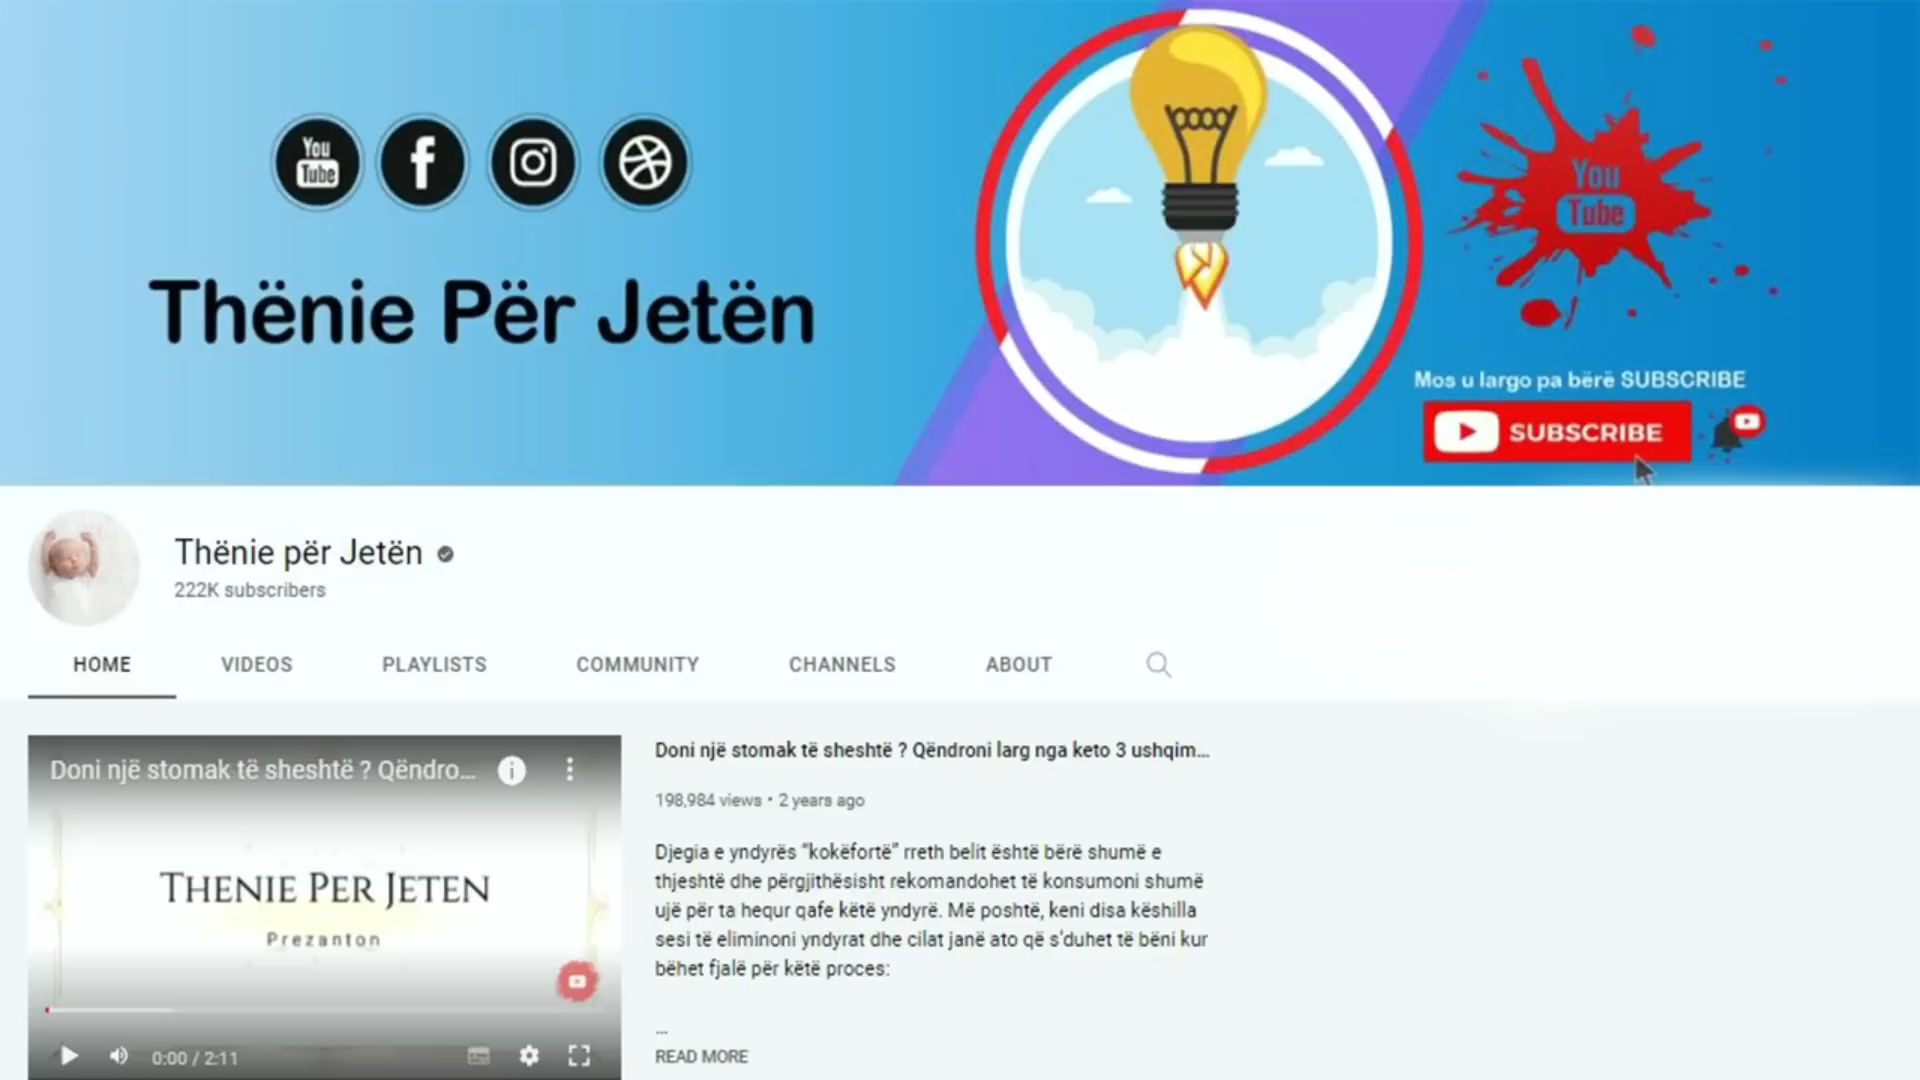 You
Tube
Thënie Për Jetën
You
Tube
Mos u largo pa bërë SUBSCRIBE
SUBSCRIBE
Thënie për Jetën
222K subscribers
HOME VIDEOS PLAYLISTS COMMUNITY CHANNELS ABOUT
Doni një stomak të sheshtë ? Qëndro...
THENIE PER JETEN
Prezanton
0:00 / 2:11
Doni një stomak të sheshtë ? Qëndroni larg nga keto 3 ushqim...
198,984 views • 2 years ago
Djegia e yndyrës “kokëfortë” rreth belit është bërë shumë e
thjeshtë dhe përgjithësisht rekomandohet të konsumoni shumë
ujë për ta hequr qafe këtë yndyrë. Më poshtë, keni disa këshilla
sesi të eliminoni yndyrat dhe cilat janë ato që s'duhet të bëni kur
bëhet fjalë për këtë proces:
...
READ MORE